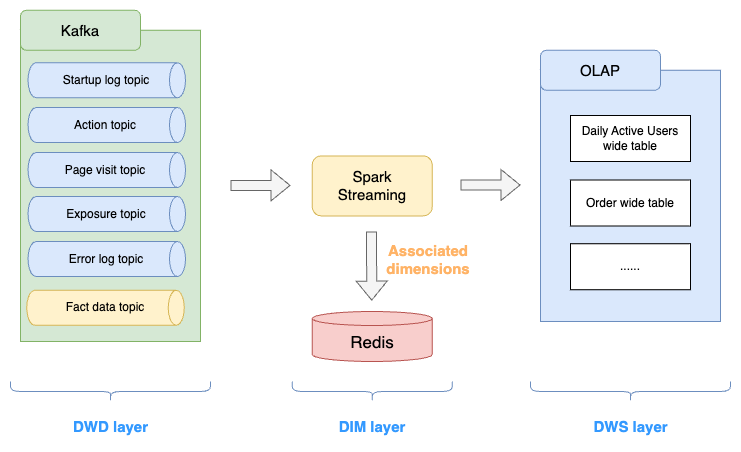 Kafka
Startup log topic
Action topic
Page visit topic
Exposure topic
Error log topic
Fact data topic
DWD layer
Spark
Streaming
Associated
dimensions
Redis
DIM layer
OLAP
Daily Active Users
wide table
Order wide table
......
DWS layer